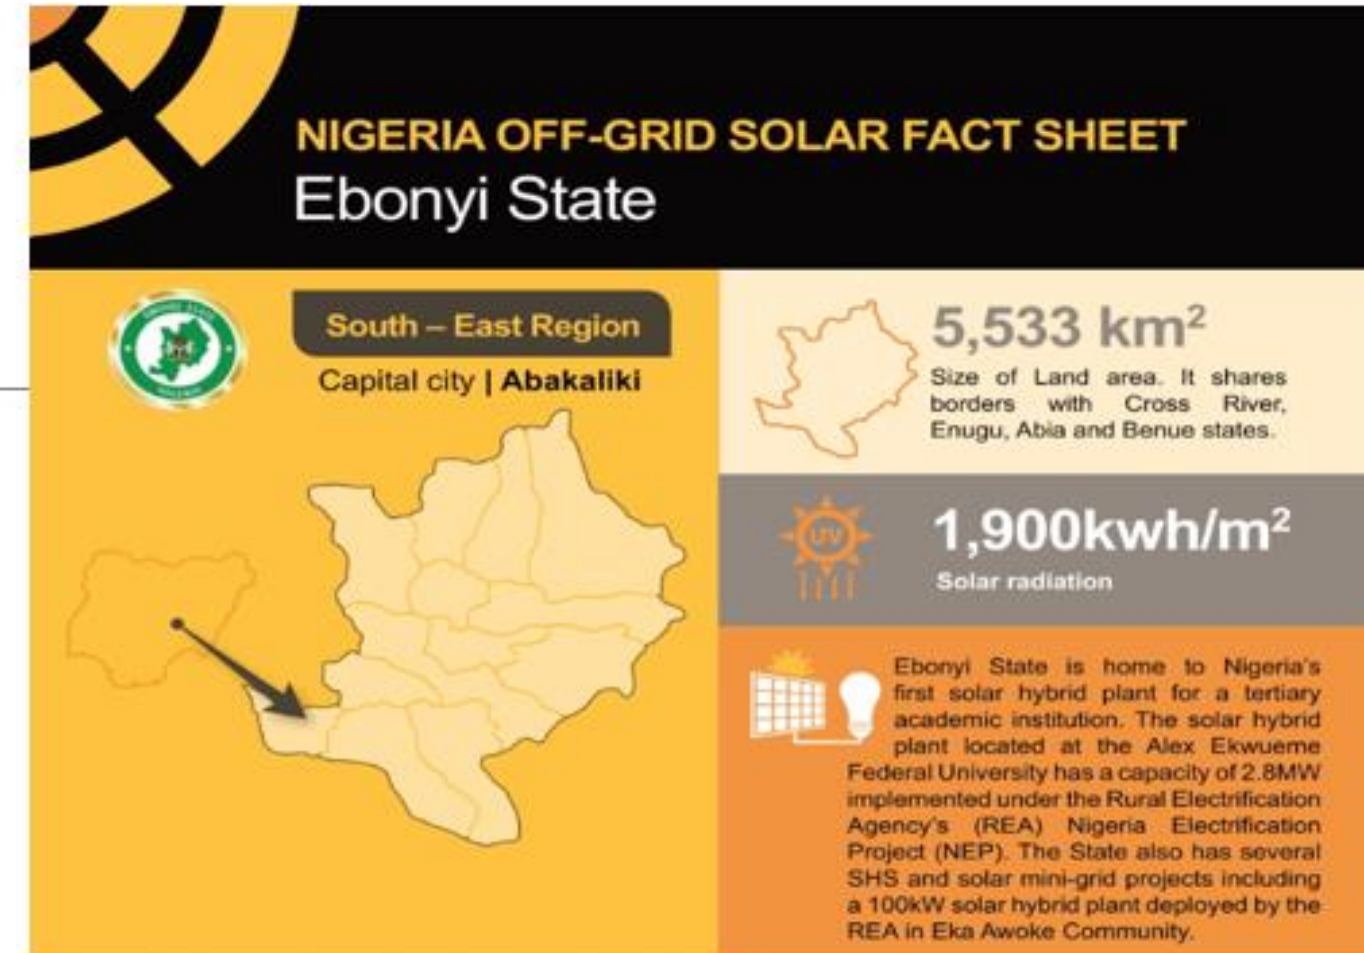 NIGERIA OFF-GRID SOLAR FACT SHEET
Ebonyi State
South – East Region
Capital city | Abakaliki
5,533 km²
Size of Land area. It shares
borders with Cross River,
Enugu, Abia and Benue states.
UV
1,900kwh/m²
Solar radiation
Ebonyi State is home to Nigeria's
first solar hybrid plant for a tertiary
academic institution. The solar hybrid
plant located at the Alex Ekwueme
Federal University has a capacity of 2.8MW
implemented under the Rural Electrification
Agency's (REA) Nigeria Electrification
Project (NEP). The State also has several
SHS and solar mini-grid projects including
a 100kW solar hybrid plant deployed by the
REA in Eka Awoke Community.